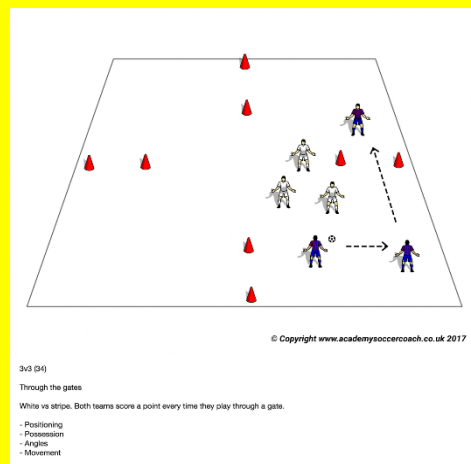 © Copyright www.academysoccercoach.co.uk 2017
3v3 (34)
Through the gates
White vs stripe. Both teams score a point every time they play through a gate.
- Positioning
- Possession
- Angles
- Movement